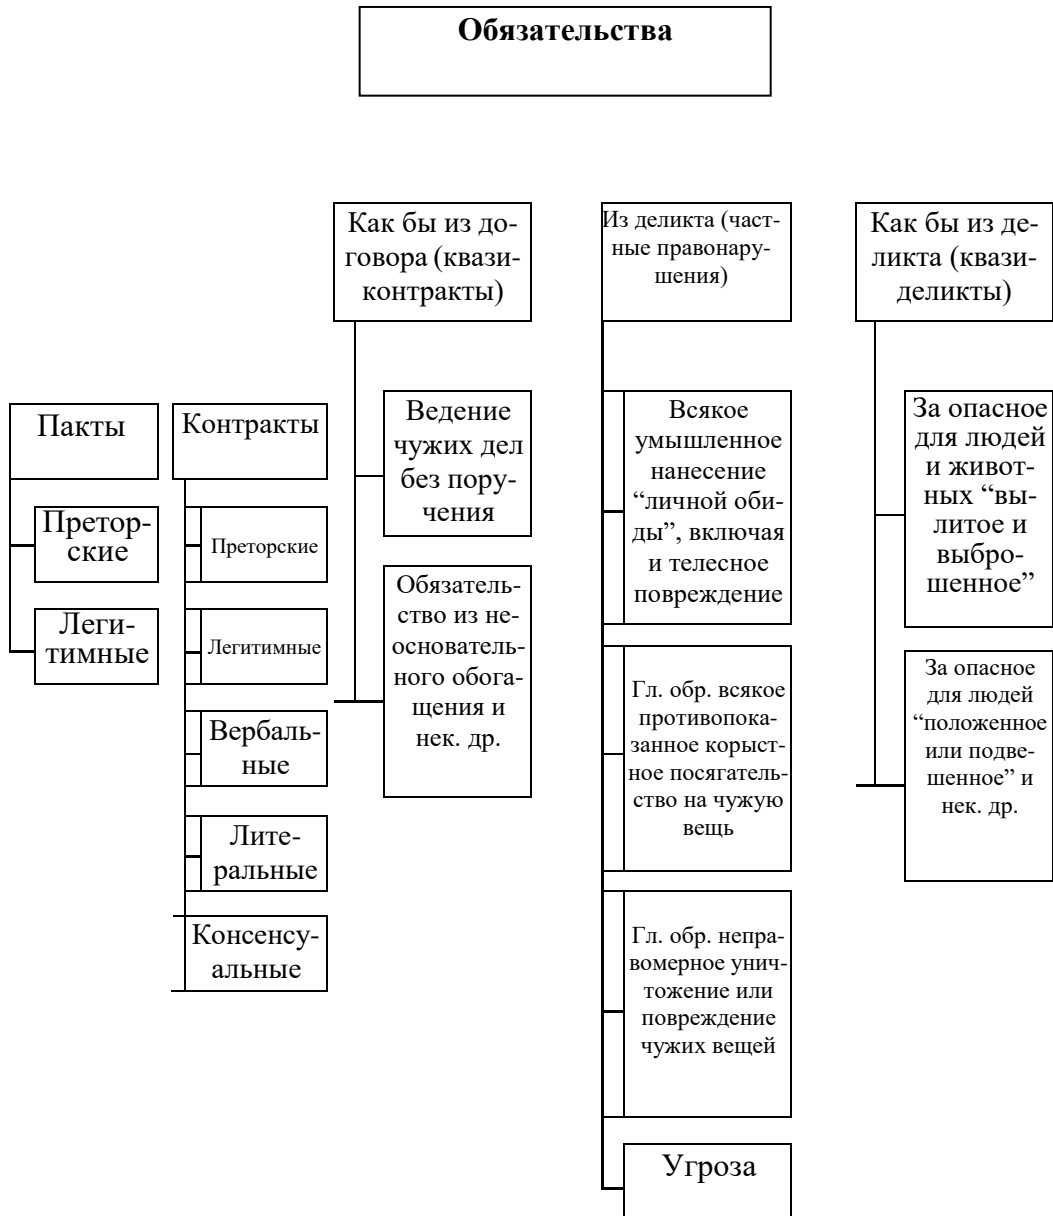 Обязательства
Как бы из до-
говора (квази-
контракты)
Из деликта (част-
ные правонару-
шения)
Как бы из де-
ликта (квази-
деликты)
Пакты
Претор-
ские
Леги-
тимные
Контракты
Преторские
Легитимные
Вербаль-
ные
Лите-
ральные
Консенсу-
альные
Ведение
чужих дел
без пору-
чения
Обязатель-
ство из не-
основатель-
ного обога-
щения и
нек. др.
Всякое
умышленное
нанесение
“личной оби-
ды”, включая
и телесное
повреждение
Гл. обр. всякое
противопока-
занное корыст-
ное посягатель-
ство на чужую
вещь
Гл. обр. непра-
вомерное унич-
тожение или
повреждение
чужих вещей
Угроза
За опасное
для людей
и живот-
ных “вы-
литое и
выбро-
шенное”
За опасное
для людей
“положенное
или подве-
шенное” и
нек. др.